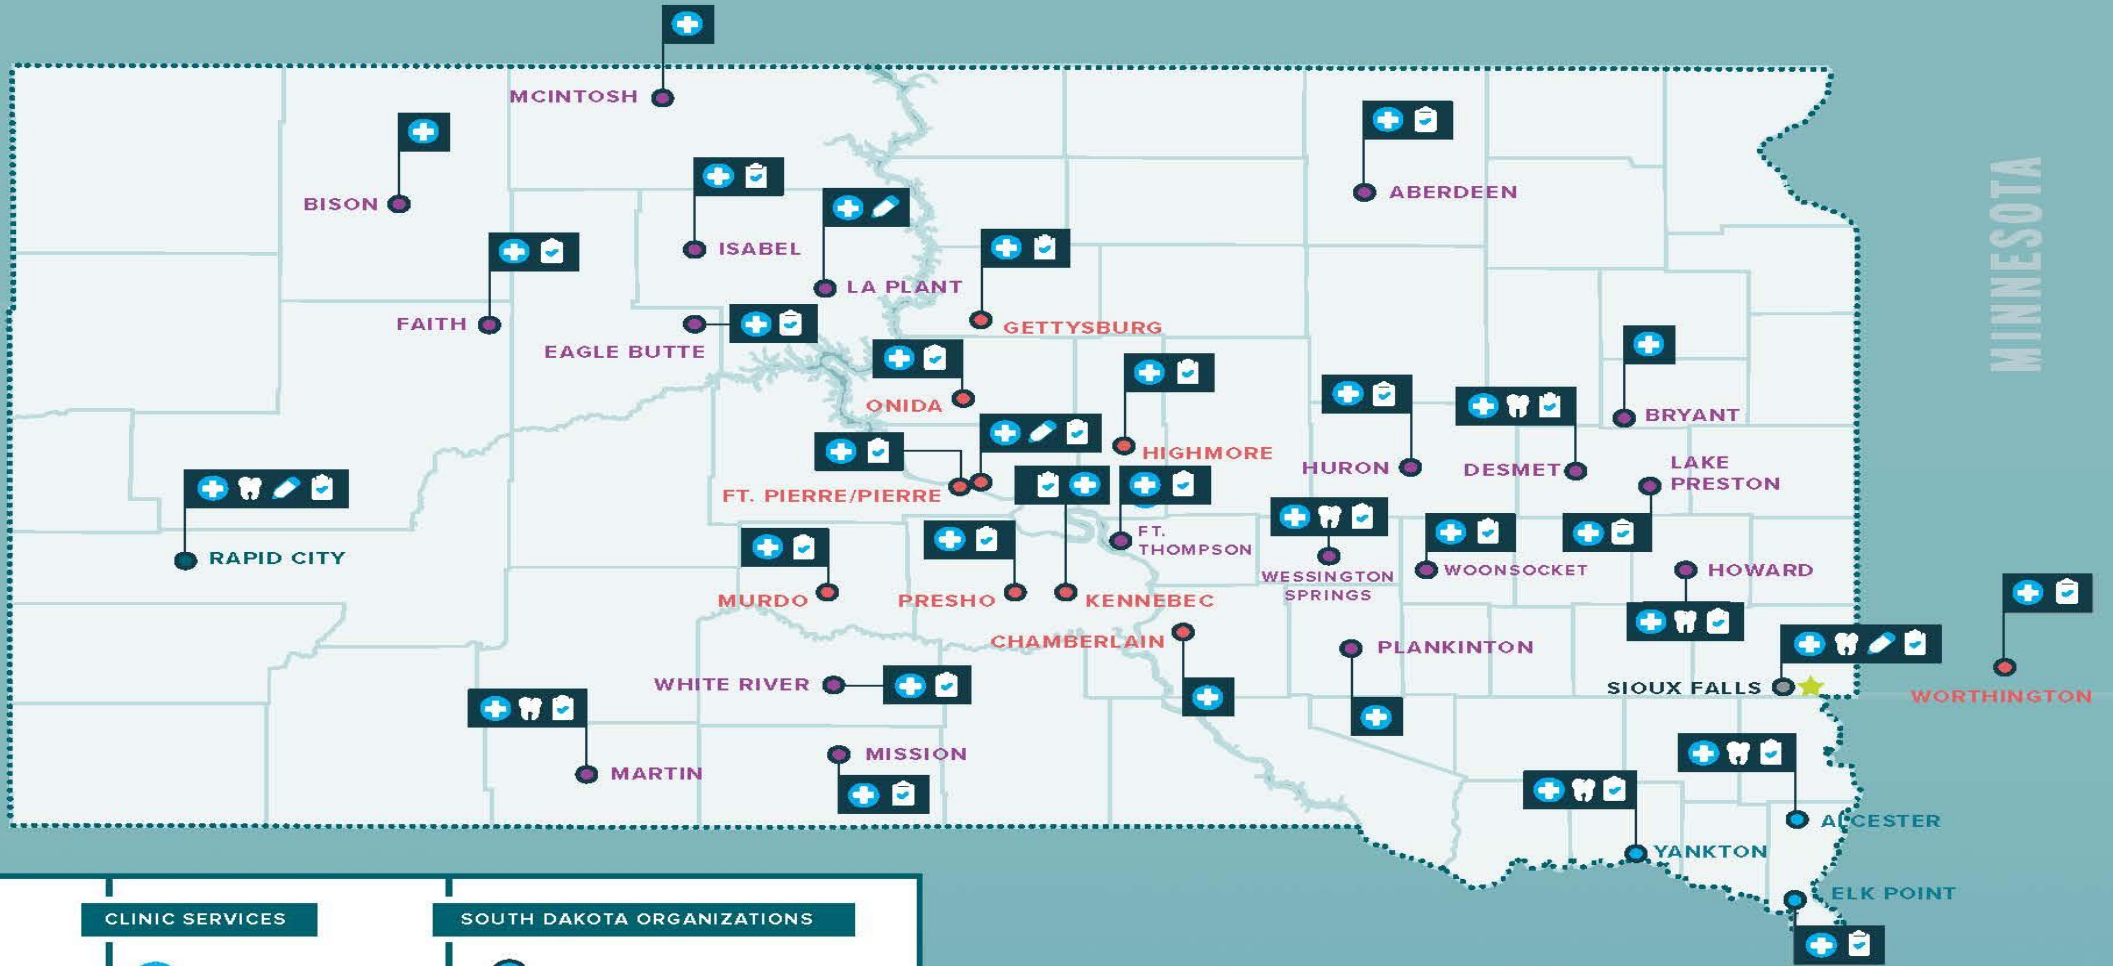 MCINTOSH
BISON
ABERDEEN
ISABEL
LA PLANT
FAITH
EAGLE BUTTE
GETTYSBURG
MINNESOTA
ONIDA
BRYANT
HIGHMORE
HURON
DESMET
LAKE
PRESTON
FT. PIERRE/PIERRE
RAPID CITY
FT.
THOMPSON
WESSINGTON
SPRINGS
WOONSOCKET
HOWARD
MURDO
PRESHO
KENNEBEC
CHAMBERLAIN
PLANKINTON
WHITE RIVER
SIOUX FALLS
WORTHINGTON
MISSION
MARTIN
ALCESTER
YANKTON
ELK POINT
CLINIC SERVICES
SOUTH DAKOTA ORGANIZATIONS